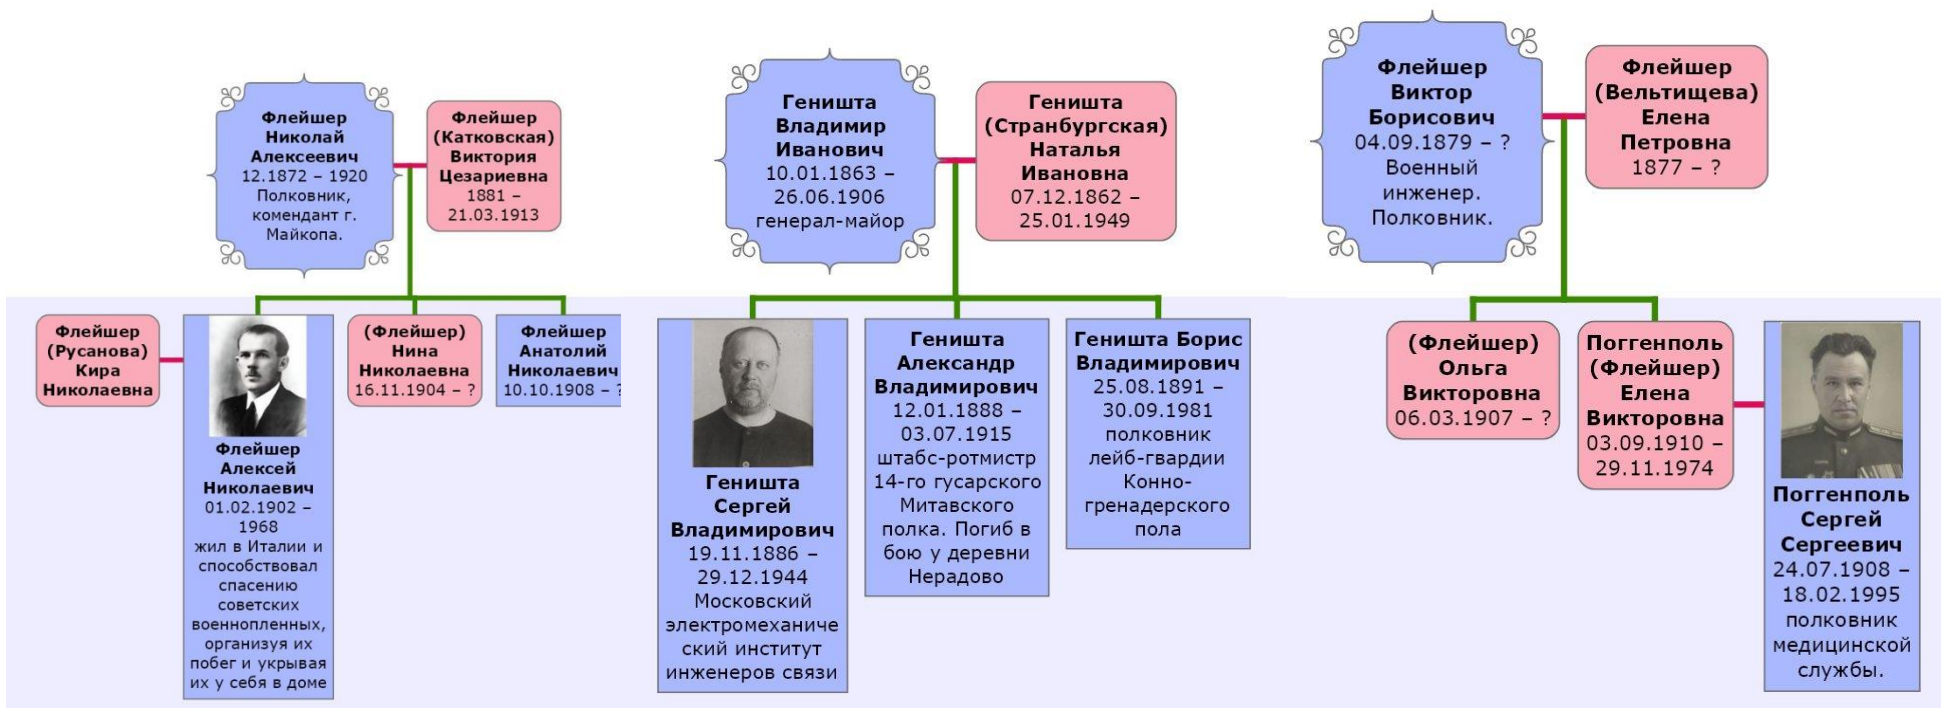 Флейшер
Николай
Алексеевич
12.1872 – 1920
Полковник,
комендант г.
Майкопа.
Флейшер
(Катковская)
Виктория
Цезариевна
1881 –
21.03.1913
Флейшер
(Русанова)
Кира
Николаевна
Флейшер
Алексей
Николаевич
01.02.1902 –
1968
жил в Италии и
способствовал
спасению
советских
военнопленных,
организуя их
побег и укрывая
их у себя в доме
(Флейшер)
Нина
Николаевна
16.11.1904 – ?
Флейшер
Анатолий
Николаевич
10.10.1908 – ?
Геништа
Владимир
Иванович
10.01.1863 –
26.06.1906
генерал-майор
Геништа
(Странбургская)
Наталья
Ивановна
07.12.1862 –
25.01.1949
Геништа
Сергей
Владимирович
19.11.1886 –
29.12.1944
Московский
электромеханиче
ский институт
инженеров связи
Геништа
Александр
Владимирович
12.01.1888 –
03.07.1915
штабс-ротмистр
14-го гусарского
Митавского
полка. Погиб в
бою у деревни
Нерадово
Геништа Борис
Владимирович
25.08.1891 –
30.09.1981
полковник
лейб-гвардии
Конно-
гренадерского
пола
Флейшер
Виктор
Борисович
04.09.1879 – ?
Военный
инженер.
Полковник.
Флейшер
(Вельтищева)
Елена
Петровна
1877 – ?
(Флейшер)
Ольга
Викторовна
06.03.1907 – ?
Поггенполь
(Флейшер)
Елена
Викторовна
03.09.1910 –
29.11.1974
Поггенполь
Сергей
Сергеевич
24.07.1908 –
18.02.1995
полковник
медицинской
службы.